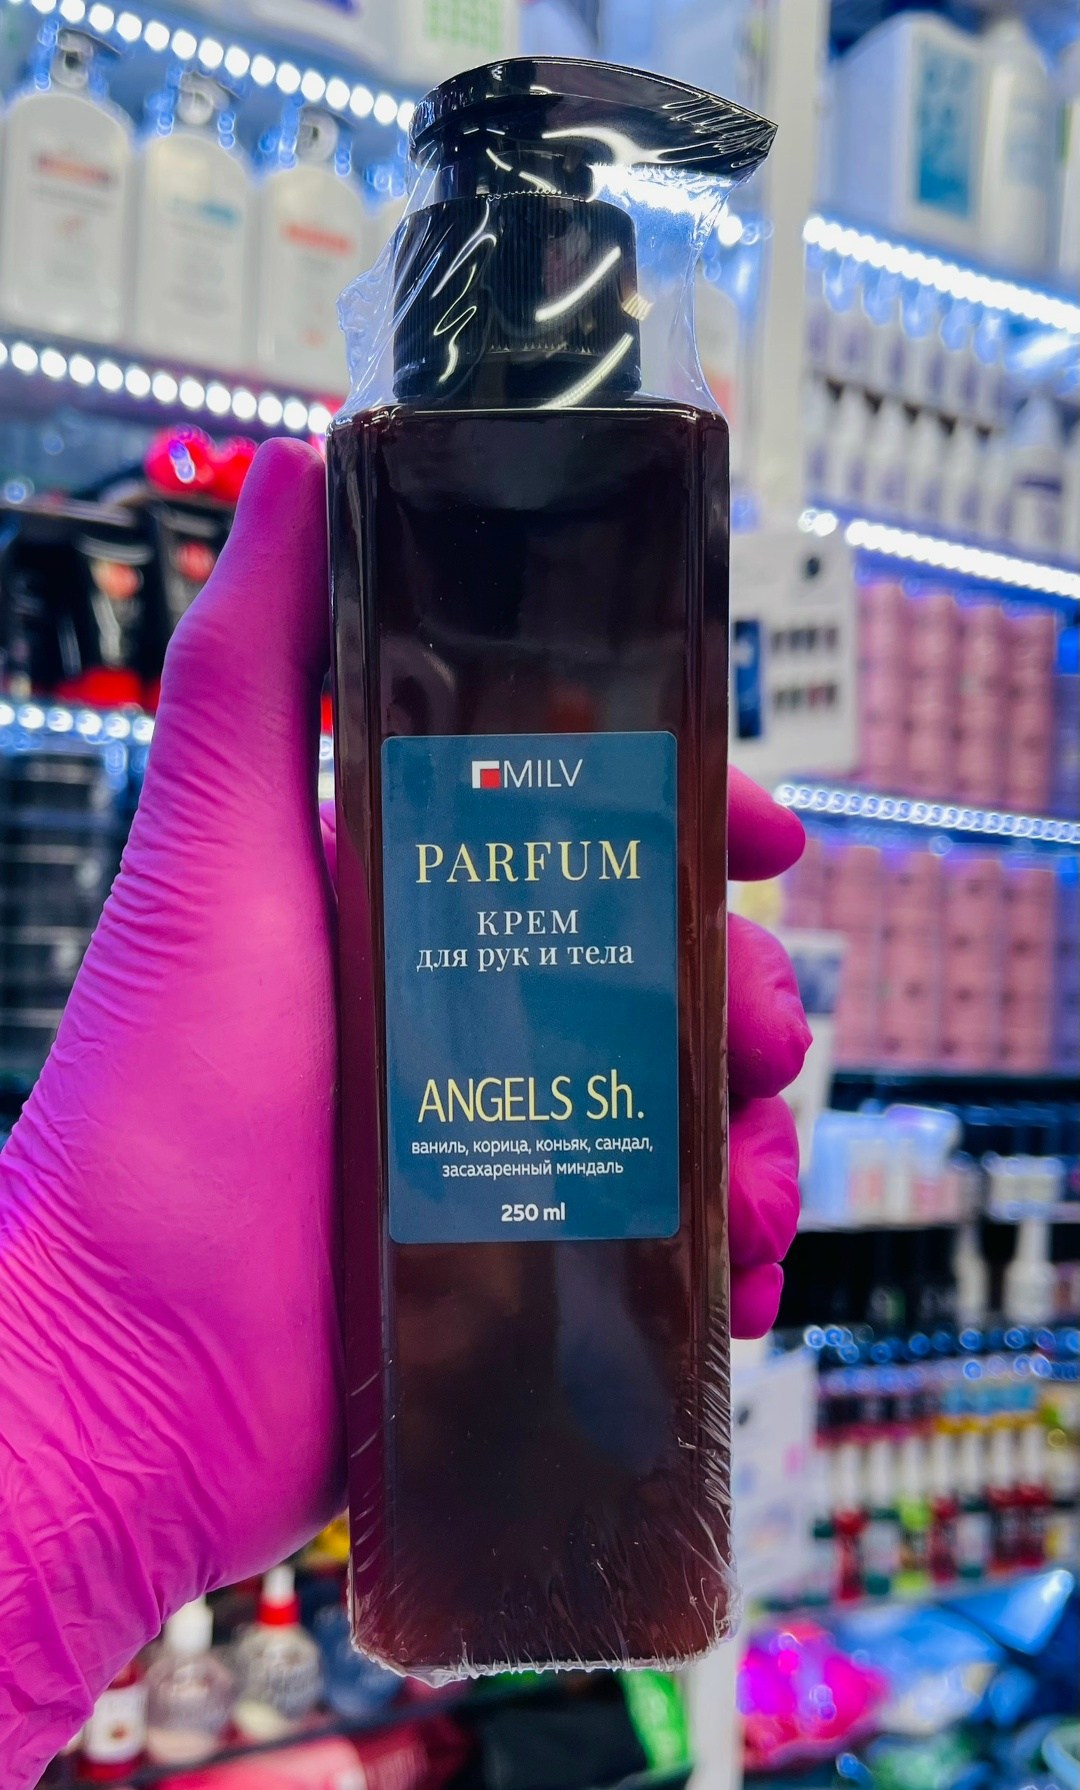 MILV
PARFUM
КРЕМ
для рук и тела
ANGELS Sh.
ваниль, корица, коньяк, сандал,
засахаренный миндаль
250 ml